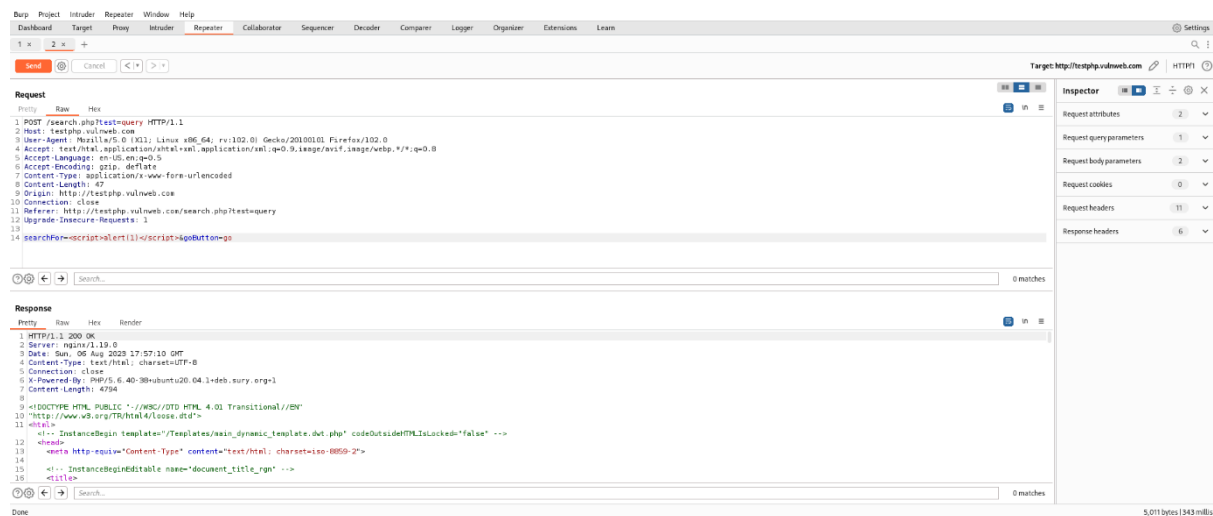 Burp Project Intruder Repeater Window Help
Dashboard Target Proxy Intruder Repeater Collaborator Sequencer Decoder Comparer Logger Organizer Extensions Learn Settings
1 × 2 × +
Send Cancel < > Target: http://testphp.vulnweb.com HTTP/1
Request
Pretty Raw Hex \n
1 POST /search.php?test=query HTTP/1.1
2 Host: testphp.vulnweb.com
3 User-Agent: Mozilla/5.0 (X11; Linux x86_64; rv:102.0) Gecko/20100101 Firefox/102.0
4 Accept: text/html,application/xhtml+xml,application/xml;q=0.9,image/avif,image/webp,*/*;q=0.8
5 Accept-Language: en-US,en;q=0.5
6 Accept-Encoding: gzip, deflate
7 Content-Type: application/x-www-form-urlencoded
8 Content-Length: 47
9 Origin: http://testphp.vulnweb.com
10 Connection: close
11 Referer: http://testphp.vulnweb.com/search.php?test=query
12 Upgrade-Insecure-Requests: 1
13
14 searchFor=<script>alert(1)</script>&goButton=go
Search... 0 matches
Response
Pretty Raw Hex Render \n
1 HTTP/1.1 200 OK
2 Server: nginx/1.19.0
3 Date: Sun, 06 Aug 2023 17:57:10 GMT
4 Content-Type: text/html; charset=UTF-8
5 Connection: close
6 X-Powered-By: PHP/5.6.40-38+ubuntu20.04.1+deb.sury.org+1
7 Content-Length: 4794
8
9 <!DOCTYPE HTML PUBLIC "-//W3C//DTD HTML 4.01 Transitional//EN"
10 "http://www.w3.org/TR/html4/loose.dtd">
11 <html>
<!-- InstanceBegin template="/Templates/main_dynamic_template.dwt.php" codeOutsideHTMLIsLocked="false" -->
12 <head>
13 <meta http-equiv="Content-Type" content="text/html; charset=iso-8859-2">
14
15 <!-- InstanceBeginEditable name="document_title_rgn" -->
16 <title>
Search... 0 matches
Inspector
Request attributes 2
Request query parameters 1
Request body parameters 2
Request cookies 0
Request headers 11
Response headers 6
Done 5,011 bytes | 343 millis